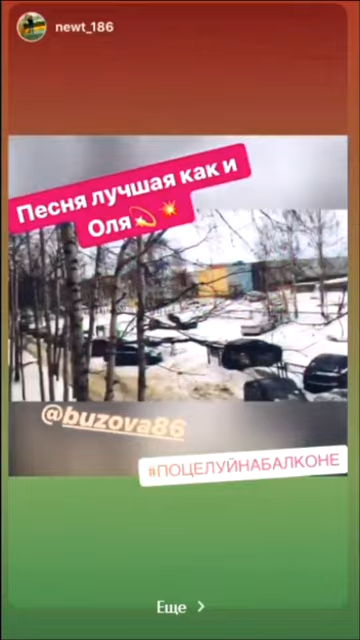 newt_186
Песня лучшая как и
Оля💫💥
@buzova86
#ПОЦЕЛУЙНАБАЛКОНЕ
Еще